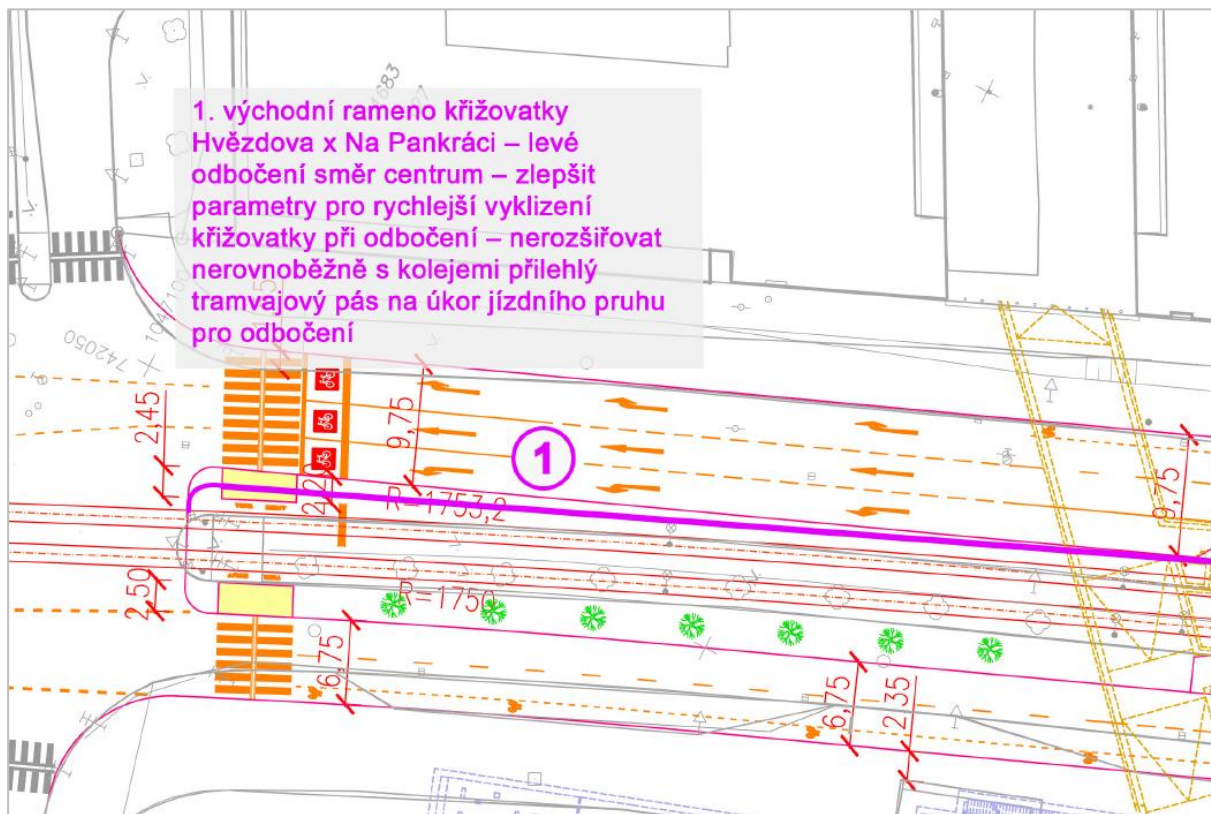 1683
1. východní rameno křižovatky
Hvězdova x Na Pankráci – levé
odbočení směr centrum – zlepšit
parametry pro rychlejší vyklizení
křižovatky při odbočení – nerozšiřovat
nerovnoběžně s kolejemi přilehlý
tramvajový pás na úkor jízdního pruhu
pro odbočení
1047100
742050
2,45
9,75
1
2,20
R=1753,2
9,75
2,50
R=1750
6,75
6,75
2,35